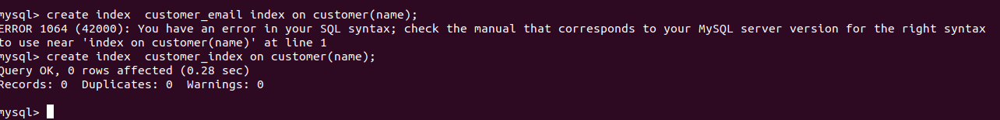 mysql> create index  customer_email index on customer(name);
ERROR 1064 (42000): You have an error in your SQL syntax; check the manual that corresponds to your MySQL server version for the right syntax
to use near 'index on customer(name)' at line 1
mysql> create index  customer_index on customer(name);
Query OK, 0 rows affected (0.28 sec)
Records: 0  Duplicates: 0  Warnings: 0
mysql>